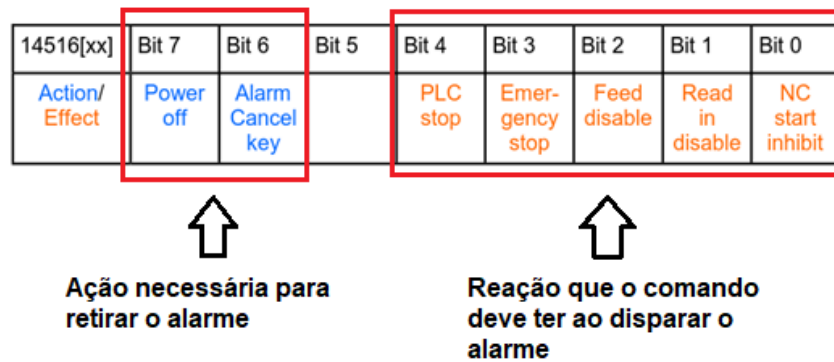 14516[xx] Bit 7 Bit 6 Bit 5 Bit 4 Bit 3 Bit 2 Bit 1 Bit 0
Action/
Effect
Power
off
Alarm
Cancel
key
PLC
stop
Emer-
gency
stop
Feed
disable
Read
in
disable
NC
start
inhibit
Ação necessária para
retirar o alarme
Reação que o comando
deve ter ao disparar o
alarme